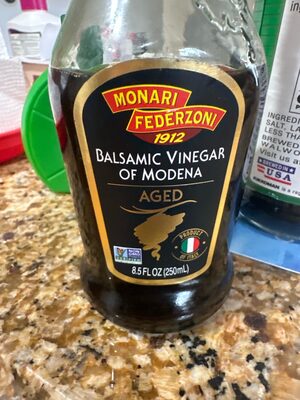 MONARI
FEDERZONI
1912
BALSAMIC VINEGAR
OF MODENA
AGED
PRODUCT
OF ITALY
8.5 FL OZ (250mL)
INGREDI
SALT, LA
LESS THA
BREWED
WALWO
Visit us a
USA